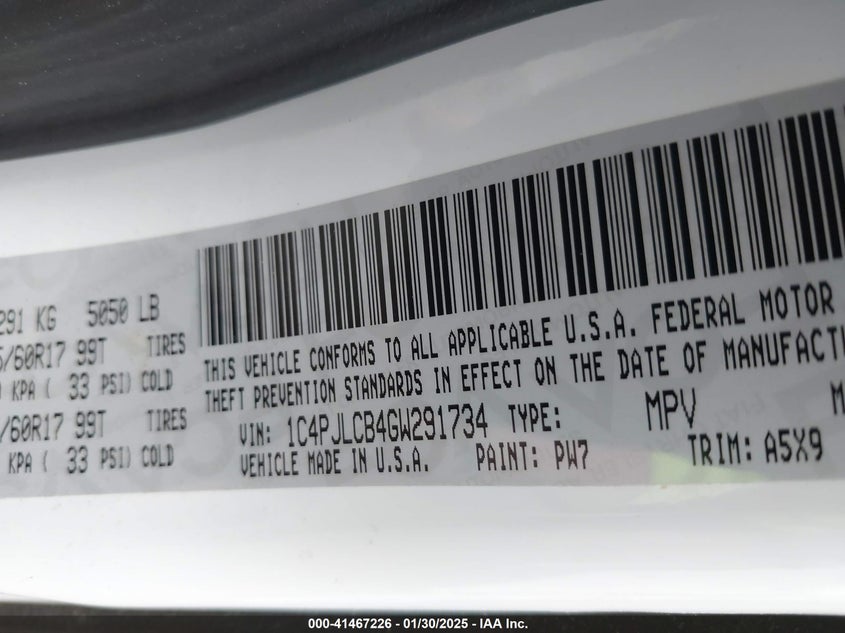 291 KG 5050 LB
/60R17 99T TIRES
KPA ( 33 PSI) COLD
/60R17 99T TIRES
KPA ( 33 PSI) COLD
THIS VEHICLE CONFORMS TO ALL APPLICABLE U.S.A. FEDERAL MOTOR
THEFT PREVENTION STANDARDS IN EFFECT ON THE DATE OF MANUFACT
VIN: 1C4PJLCB4GW291734 TYPE: MPV M
VEHICLE MADE IN U.S.A. PAINT: PW7 TRIM: A5X9
000-41467226 - 01/30/2025 - IAA Inc.